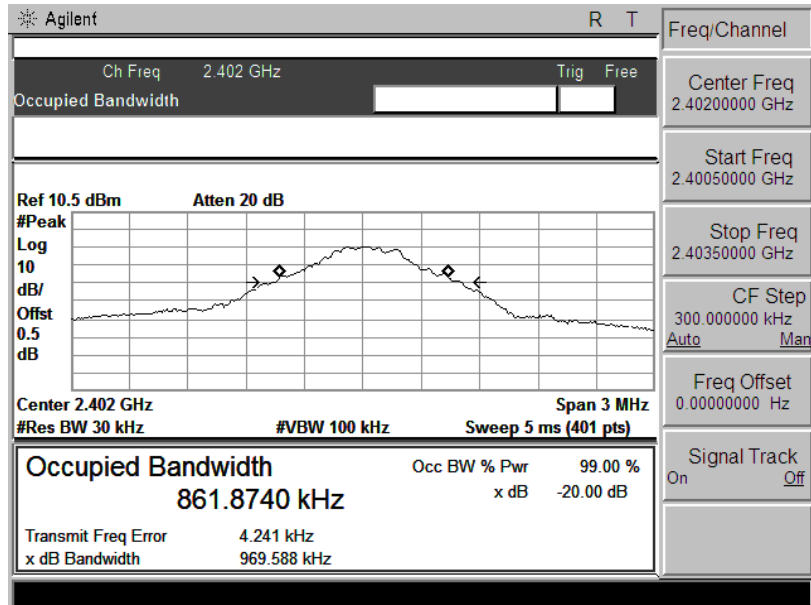 Agilent R T
Ch Freq 2.402 GHz Trig Free
Occupied Bandwidth
Ref 10.5 dBm Atten 20 dB
#Peak
Log
10
dB/
Offst
0.5
dB
Center 2.402 GHz Span 3 MHz
#Res BW 30 kHz #VBW 100 kHz Sweep 5 ms (401 pts)
Occupied Bandwidth Occ BW % Pwr 99.00 %
861.8740 kHz x dB -20.00 dB
Transmit Freq Error 4.241 kHz
x dB Bandwidth 969.588 kHz
Freq/Channel
Center Freq
2.40200000 GHz
Start Freq
2.40050000 GHz
Stop Freq
2.40350000 GHz
CF Step
300.000000 kHz
Auto Man
Freq Offset
0.00000000 Hz
Signal Track
On Off